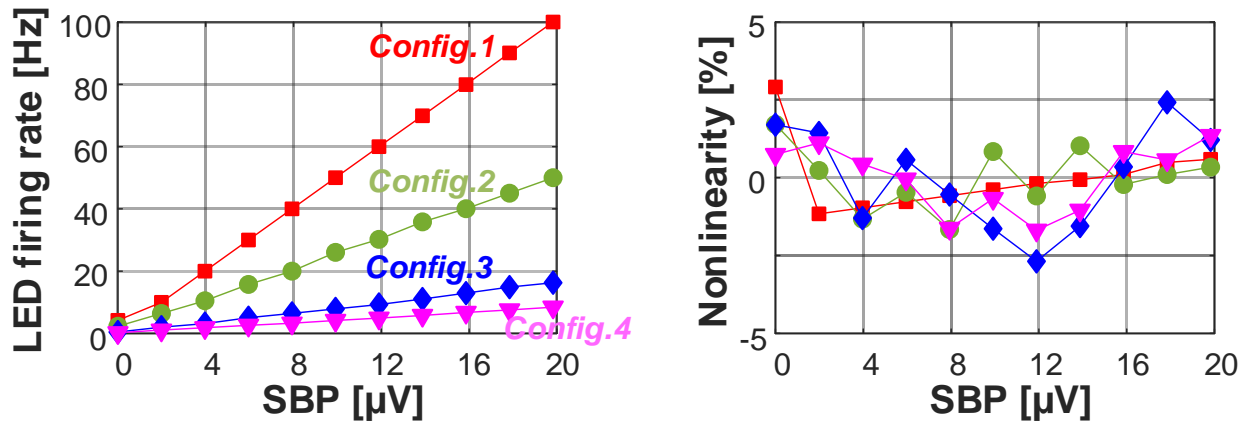 LED firing rate [Hz]
100
80
60
40
20
0
Config.1
Config.2
Config.3
Config.4
0 4 8 12 16 20
SBP [µV]
Nonlinearity [%]
5
0
-5
0 4 8 12 16 20
SBP [µV]